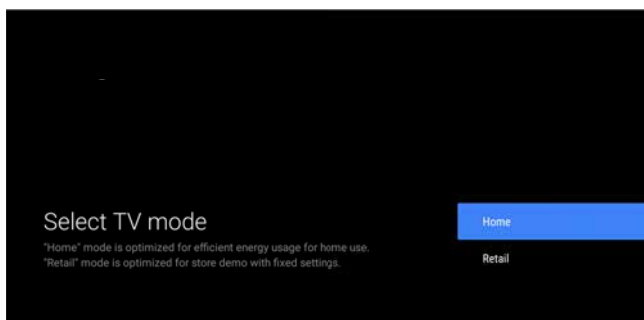 Select TV mode
"Home" mode is optimized for efficient energy usage for home use.
"Retail" mode is optimized for store demo with fixed settings.
Home
Retail